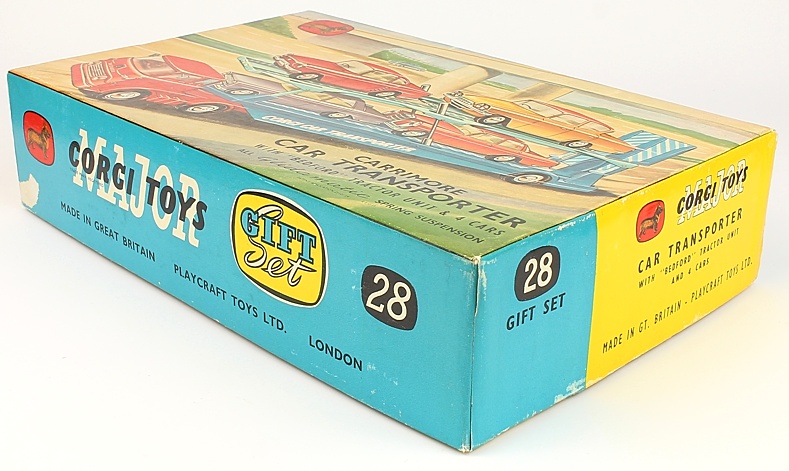 CORGI CAR TRANSPORTER
CARRIMORE
CAR TRANSPORTER
WITH "BEDFORD" TRACTOR UNIT & 4 CARS
ALL
SPRING SUSPENSION
MAJOR
CORGI TOYS
MADE IN GREAT BRITAIN
PLAYCRAFT TOYS LTD.
LONDON
GIFT
Set
28
28
GIFT SET
MAJOR
CORGI TOYS
CAR TRANSPORTER
WITH "BEDFORD" TRACTOR UNIT
AND 4 CARS
MADE IN GT. BRITAIN - PLAYCRAFT TOYS LTD.